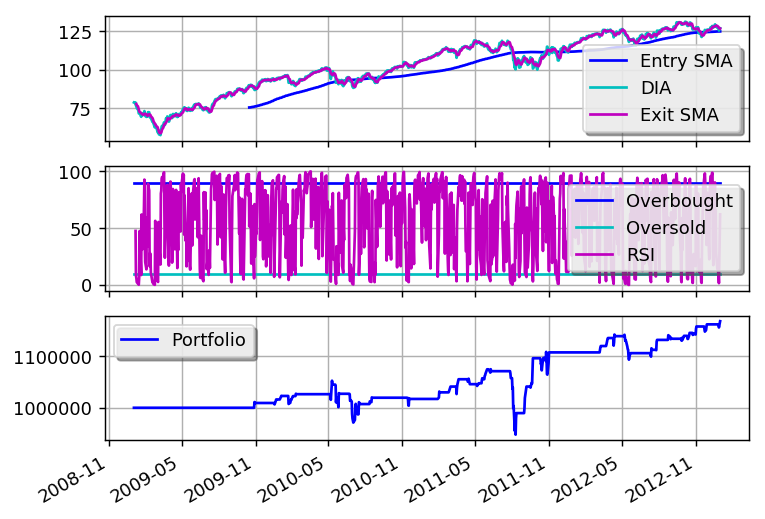 125
100
75
Entry SMA
DIA
Exit SMA
100
50
0
Overbought
Oversold
RSI
1100000
1000000
Portfolio
2008-11
2009-05
2009-11
2010-05
2010-11
2011-05
2011-11
2012-05
2012-11